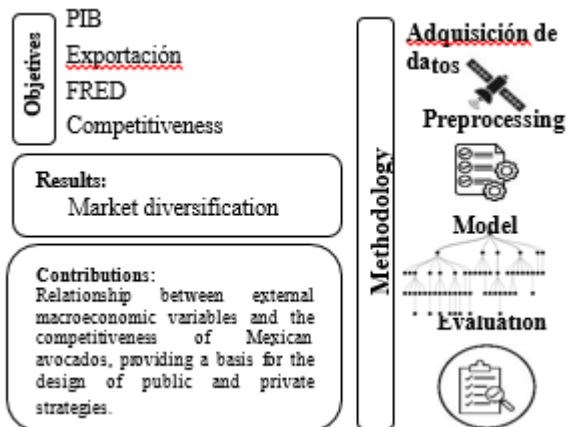 Objetives
PIB
Exportación
FRED
Competitiveness
Results:
Market diversification
Contributions:
Relationship between external
macroeconomic variables and the
competitiveness of Mexican
avocados, providing a basis for the
design of public and private
strategies.
Methodology
Adquisición de
datos
Preprocessing
Model
Evaluation